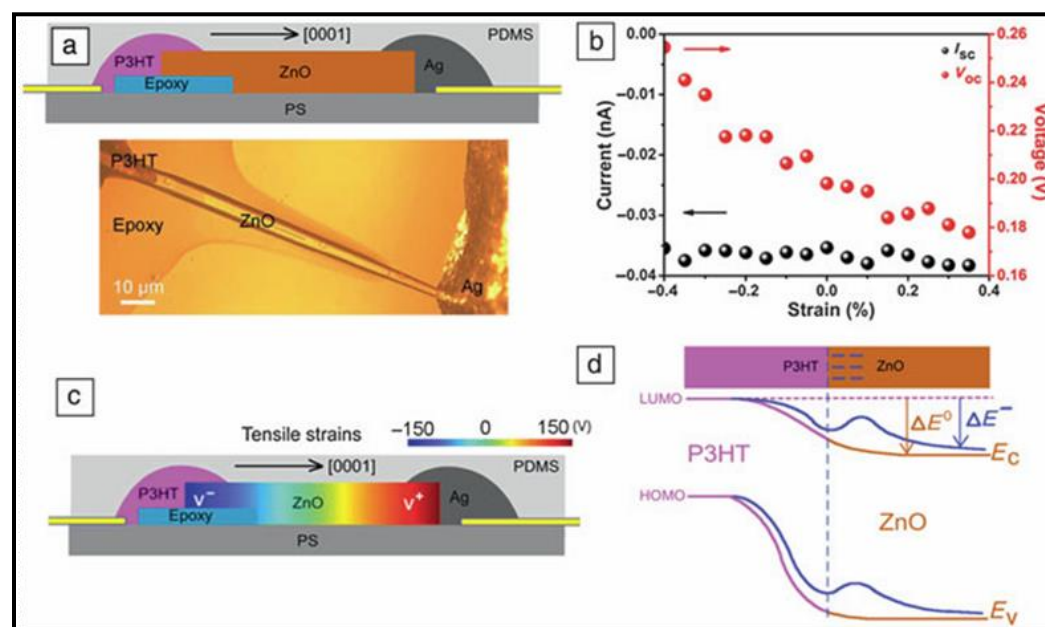 a
[0001]
PDMS
P3HT
ZnO
Ag
Epoxy
PS
P3HT
ZnO
Epoxy
10 µm
Ag
b
0.00
−0.01
−0.02
−0.03
−0.04
Current (nA)
−0.4 −0.2 0.0 0.2 0.4
Strain (%)
0.26
0.24
0.22
0.20
0.18
0.16
Voltage (V)
Isc
Voc
c
Tensile strains
−150 0 150 (V)
[0001]
PDMS
P3HT
V−
ZnO
V+
Ag
Epoxy
PS
d
P3HT
ZnO
LUMO
ΔE0
ΔE−
EC
P3HT
HOMO
ZnO
EV